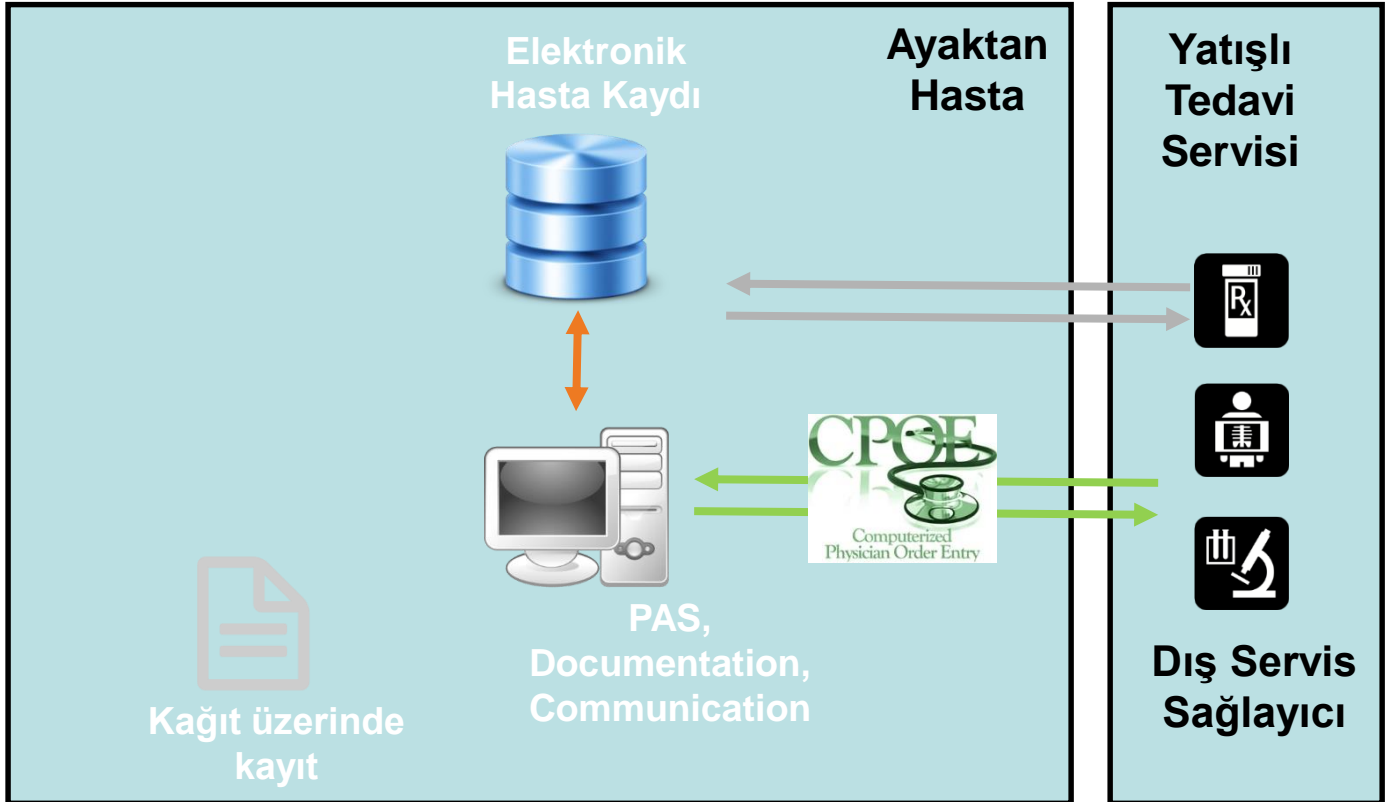 Elektronik
Hasta Kaydı
Ayaktan
Hasta
Yatışlı
Tedavi
Servisi
Rx
CPOE
Computerized
Physician Order Entry
PAS,
Documentation,
Communication
Kağıt üzerinde
kayıt
Dış Servis
Sağlayıcı